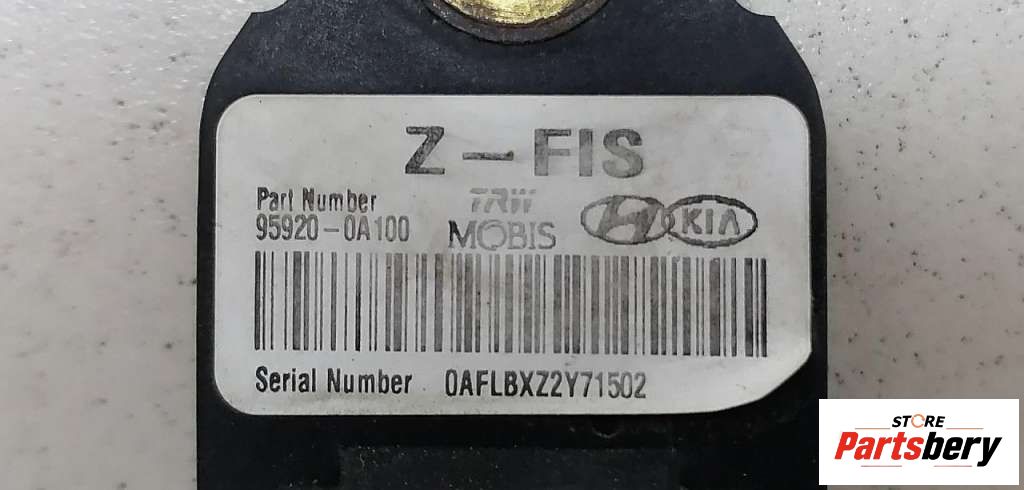 Z-FIS
Part Number
95920-0A100
TRW
MOBIS
KIA
Serial Number 0AFLBXZ2Y71502
STORE
Partsbery